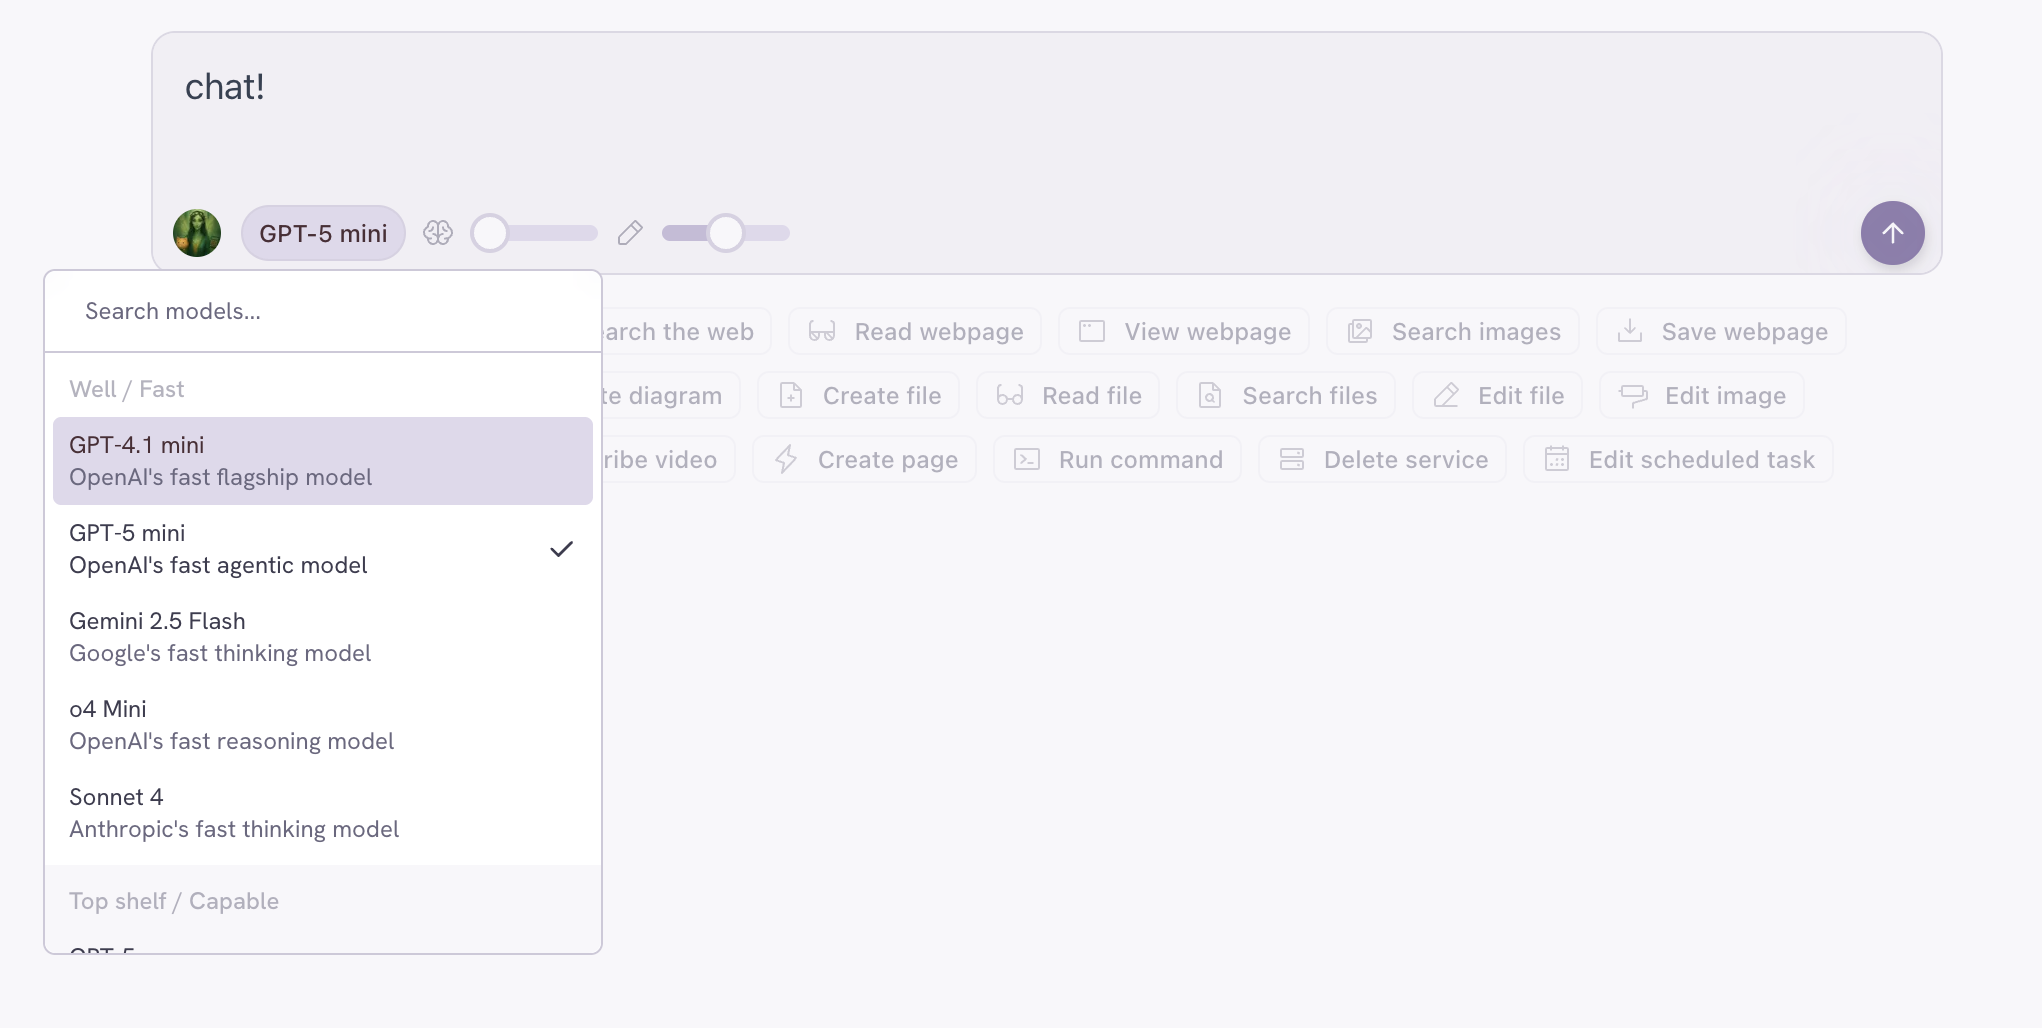 chat!
GPT-5 mini
Search models...
Well / Fast
GPT-4.1 mini
OpenAI's fast flagship model
GPT-5 mini
OpenAI's fast agentic model
Gemini 2.5 Flash
Google's fast thinking model
o4 Mini
OpenAI's fast reasoning model
Sonnet 4
Anthropic's fast thinking model
Top shelf / Capable
GPT-5
arch the web Read webpage View webpage Search images Save webpage
te diagram Create file Read file Search files Edit file Edit image
ribe video Create page Run command Delete service Edit scheduled task